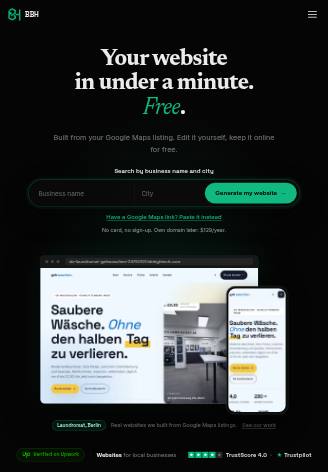 BBH
Your website
in under a minute.
Free.
Built from your Google Maps listing. Edit it yourself, keep it online
for free.
Search by business name and city
Business name
City
Generate my website →
Have a Google Maps link? Paste it instead
No card, no sign-up. Own domain later: $129/year.
Saubere
Wäsche. Ohne
den halben Tag
zu verlieren.
Saubere
Wäsche. Ohne
den halben Tag
zu verlieren.
Laundromat, Berlin
Real websites we built from Google Maps listings.
See our work
Up Verified on Upwork
Websites for local businesses
TrustScore 4.0
Trustpilot